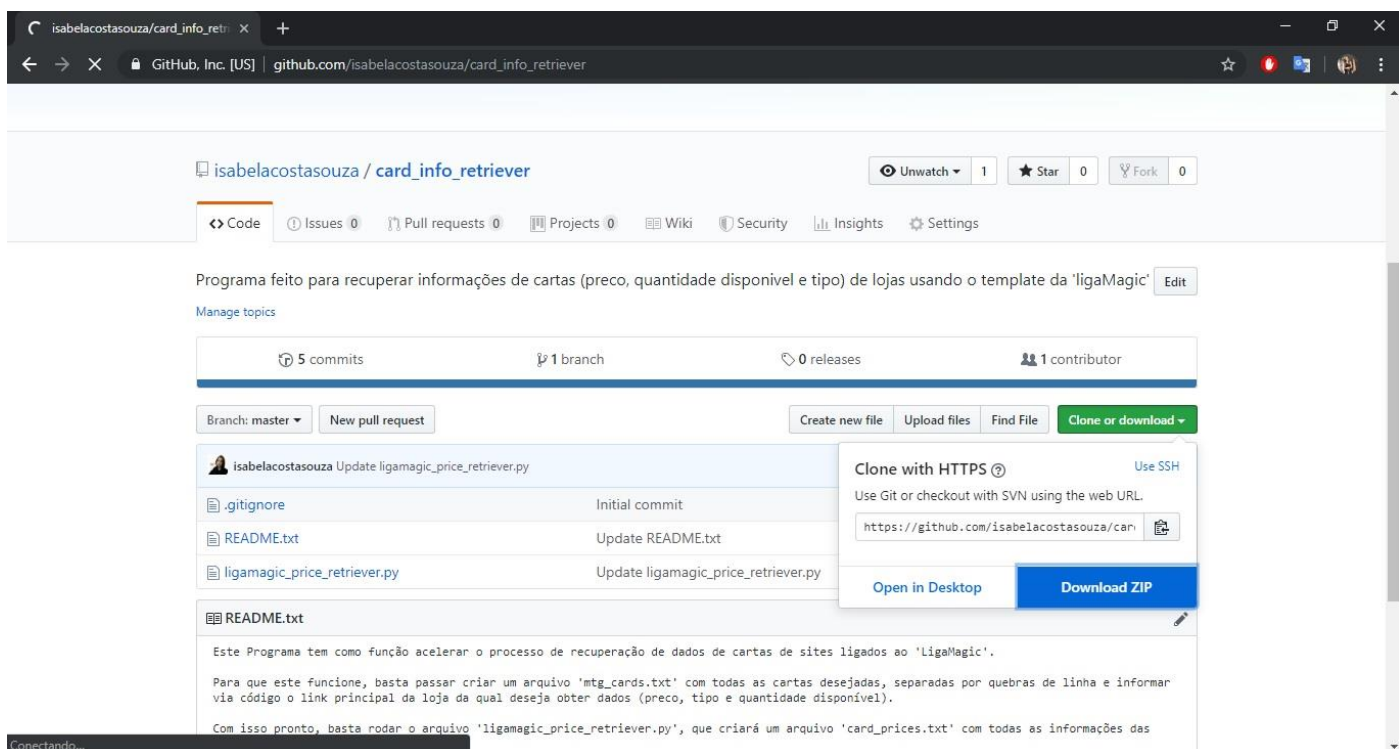 isabelacostasouza/card_info_retri
GitHub, Inc. [US] | github.com/isabelacostasouza/card_info_retriever
isabelacostasouza / card_info_retriever
Unwatch 1 Star 0 Fork 0
Code Issues 0 Pull requests 0 Projects 0 Wiki Security Insights Settings
Programa feito para recuperar informações de cartas (preco, quantidade disponivel e tipo) de lojas usando o template da 'ligaMagic' Edit
Manage topics
5 commits 1 branch 0 releases 1 contributor
Branch: master New pull request Create new file Upload files Find File Clone or download
isabelacostasouza Update ligamagic_price_retriever.py
.gitignore Initial commit
README.txt Update README.txt
ligamagic_price_retriever.py Update ligamagic_price_retriever.py
Clone with HTTPS Use SSH
Use Git or checkout with SVN using the web URL.
https://github.com/isabelacostasouza/car
Open in Desktop Download ZIP
README.txt
Este Programa tem como função acelerar o processo de recuperação de dados de cartas de sites ligados ao 'LigaMagic'.
Para que este funcione, basta passar criar um arquivo 'mtg_cards.txt' com todas as cartas desejadas, separadas por quebras de linha e informar
via código o link principal da loja da qual deseja obter dados (preco, tipo e quantidade disponível).
Com isso pronto, basta rodar o arquivo 'ligamagic_price_retriever.py', que criará um arquivo 'card_prices.txt' com todas as informações das
Conectando...